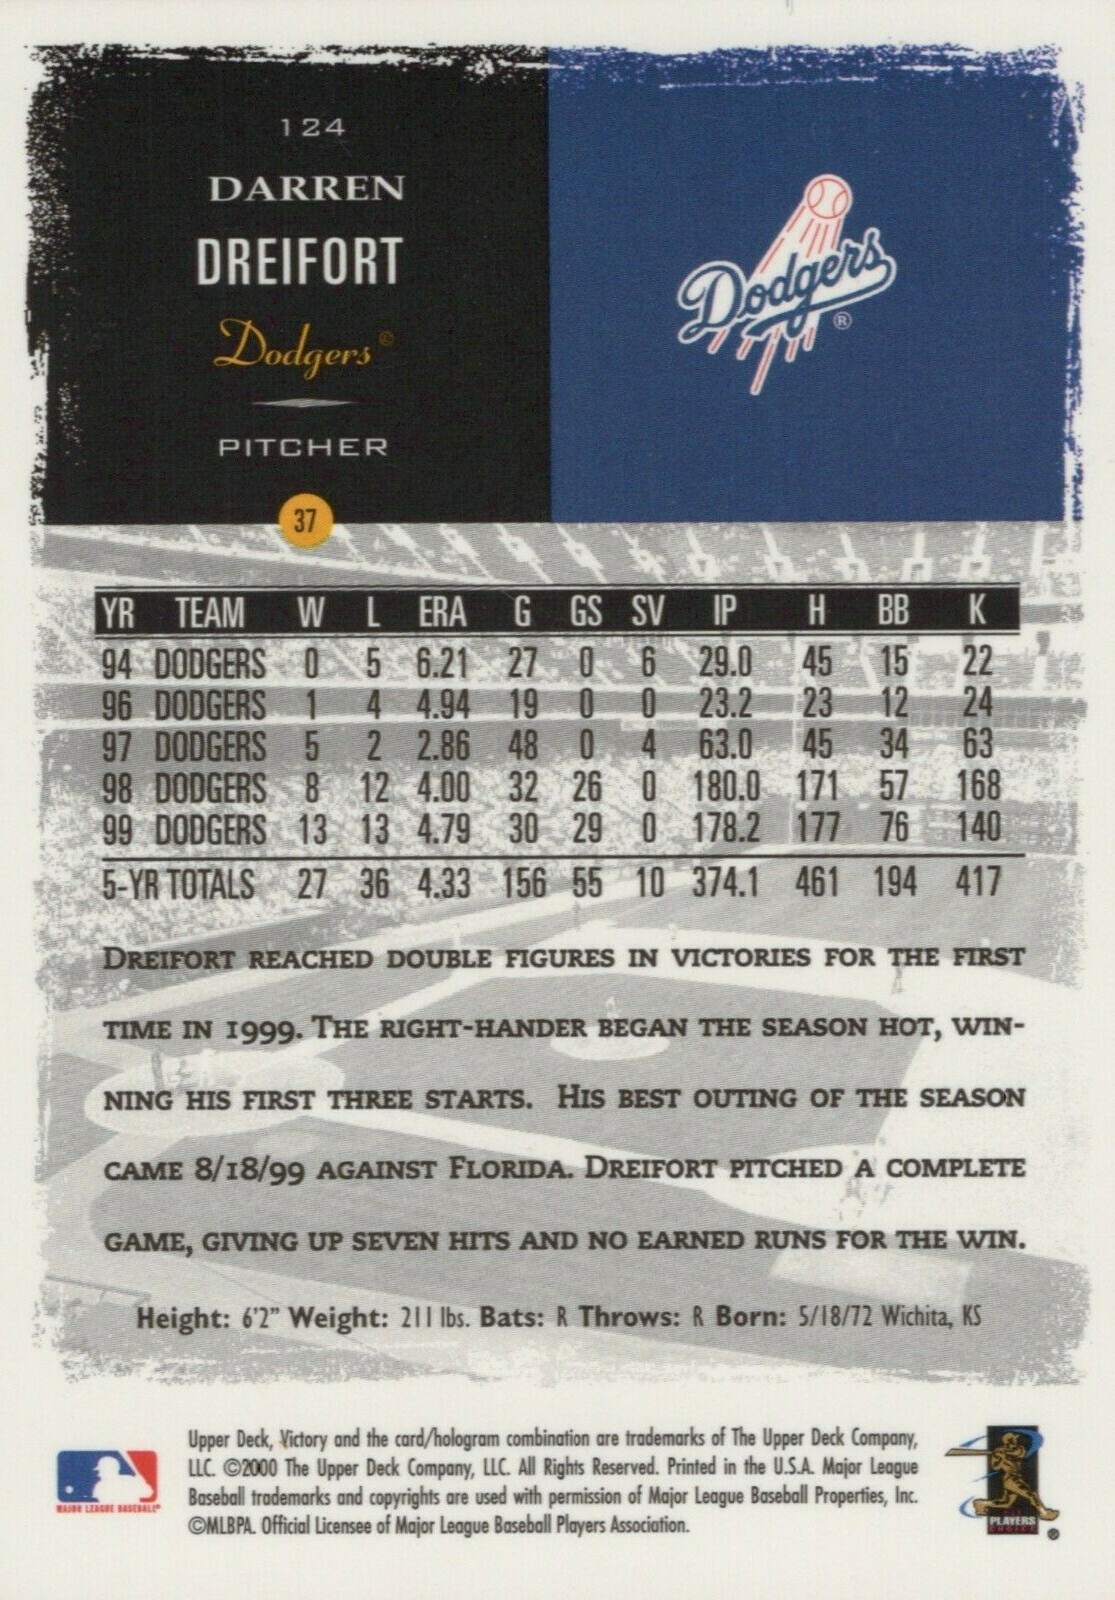 124
DARREN
DREIFORT
Dodgers©
PITCHER
37
Dodgers ®
YR TEAM W L ERA G GS SV IP H BB K
94 DODGERS 0 5 6.21 27 0 6 29.0 45 15 22
96 DODGERS 1 4 4.94 19 0 0 23.2 23 12 24
97 DODGERS 5 2 2.86 48 0 4 63.0 45 34 63
98 DODGERS 8 12 4.00 32 26 0 180.0 171 57 168
99 DODGERS 13 13 4.79 30 29 0 178.2 177 76 140
5-YR TOTALS 27 36 4.33 156 55 10 374.1 461 194 417
DREIFORT REACHED DOUBLE FIGURES IN VICTORIES FOR THE FIRST
TIME IN 1999. THE RIGHT-HANDER BEGAN THE SEASON HOT, WIN-
NING HIS FIRST THREE STARTS. HIS BEST OUTING OF THE SEASON
CAME 8/18/99 AGAINST FLORIDA. DREIFORT PITCHED A COMPLETE
GAME, GIVING UP SEVEN HITS AND NO EARNED RUNS FOR THE WIN.
Height: 6'2" Weight: 211 lbs. Bats: R Throws: R Born: 5/18/72 Wichita, KS
Upper Deck, Victory and the card/hologram combination are trademarks of The Upper Deck Company,
LLC. ©2000 The Upper Deck Company, LLC. All Rights Reserved. Printed in the U.S.A. Major League
Baseball trademarks and copyrights are used with permission of Major League Baseball Properties, Inc.
©MLBPA. Official Licensee of Major League Baseball Players Association.
MAJOR LEAGUE BASEBALL®
PLAYERS
CHOICE
®